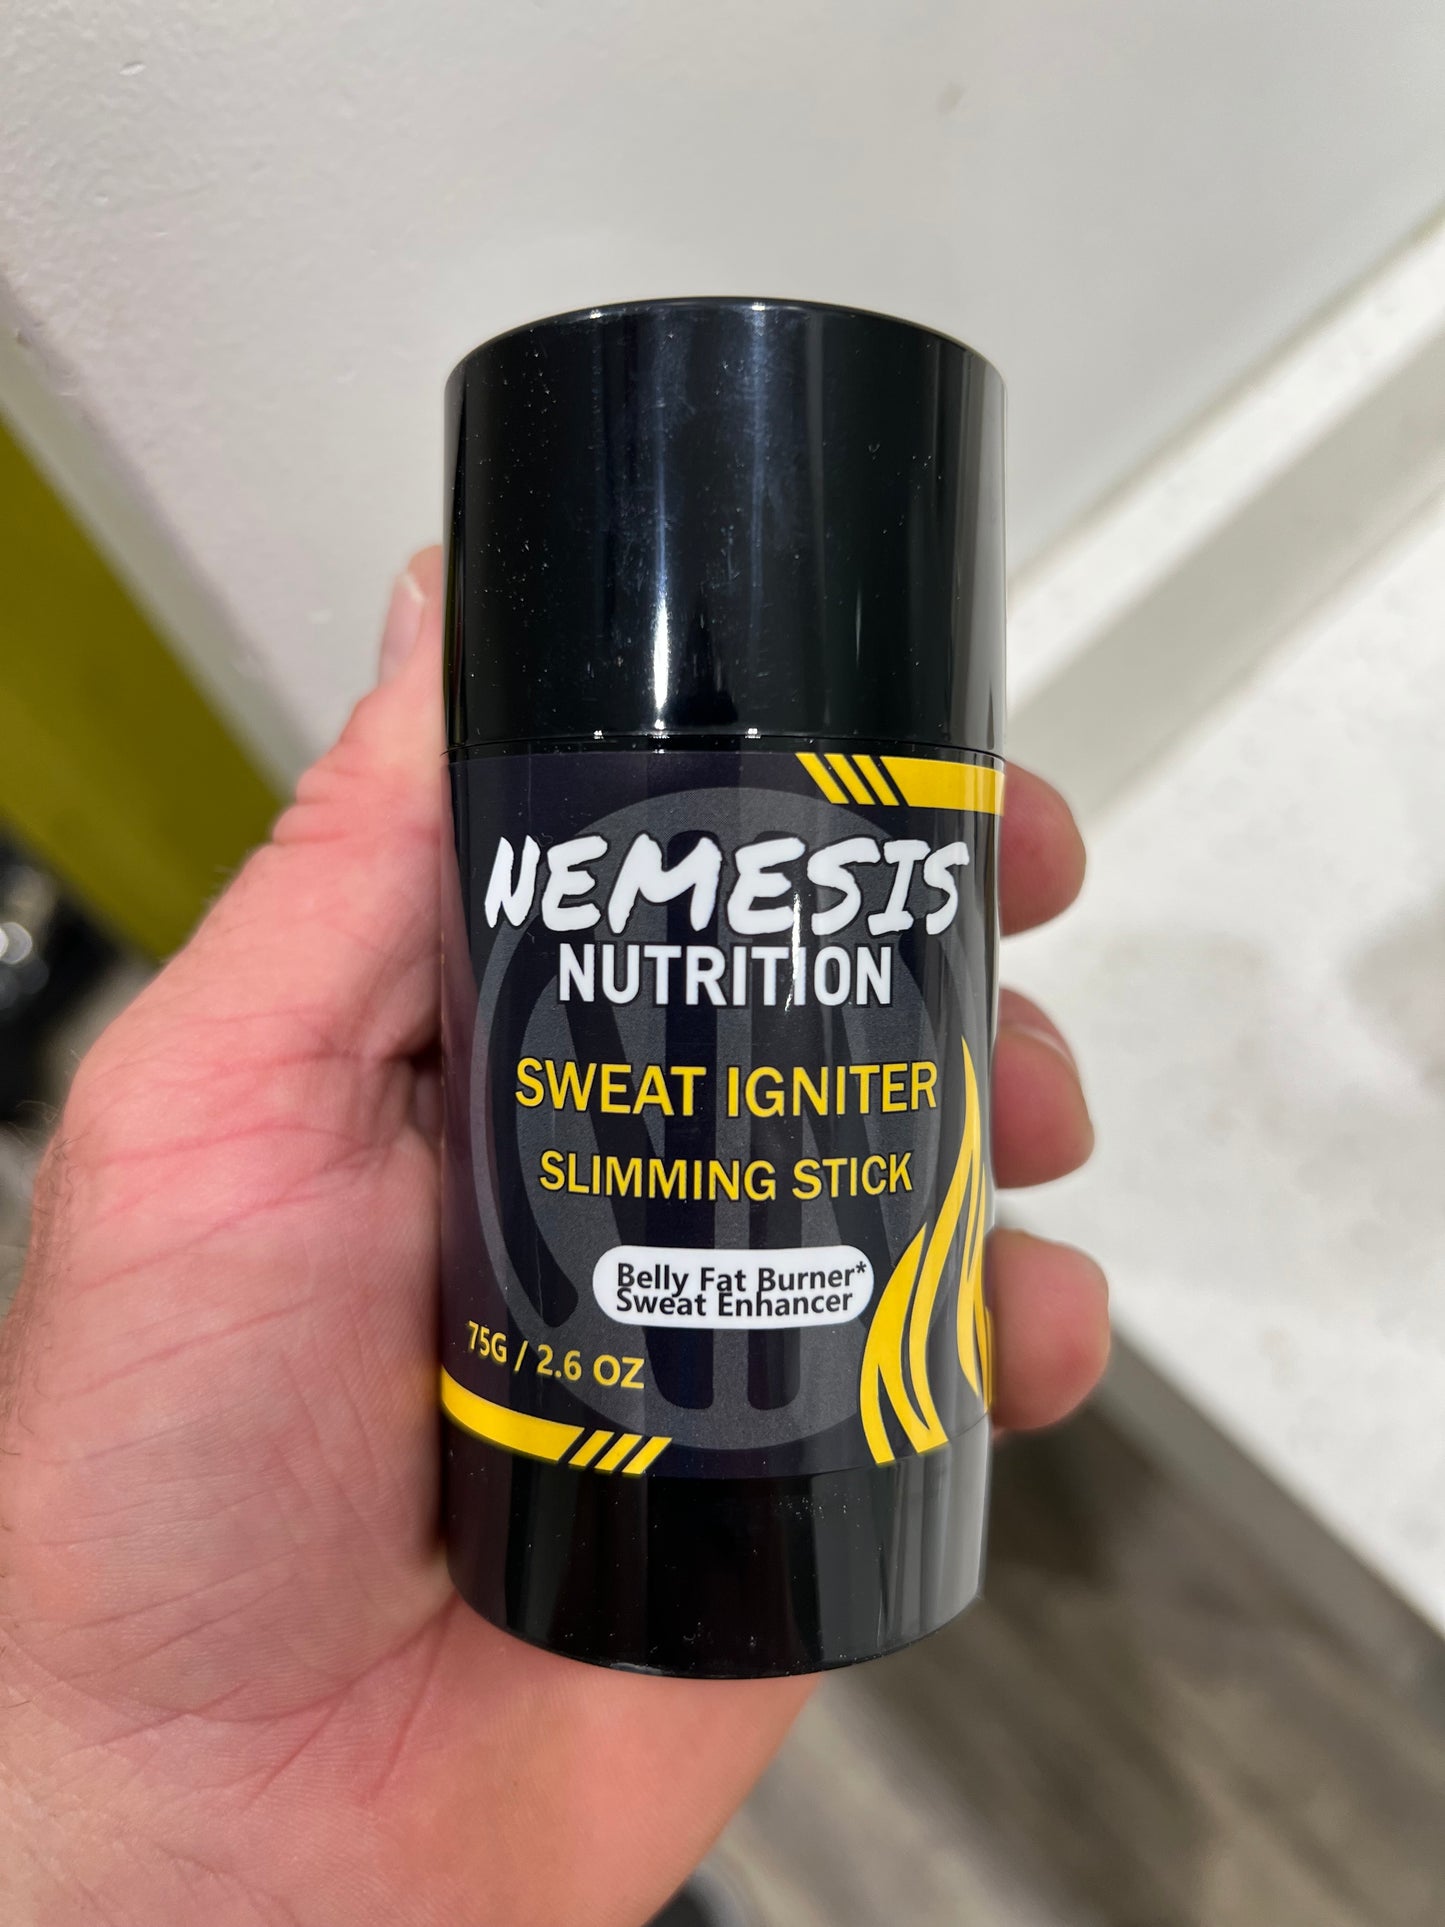 NEMESIS
NUTRITION
SWEAT IGNITER
SLIMMING STICK
Belly Fat Burner*
Sweat Enhancer
75G / 2.6 OZ